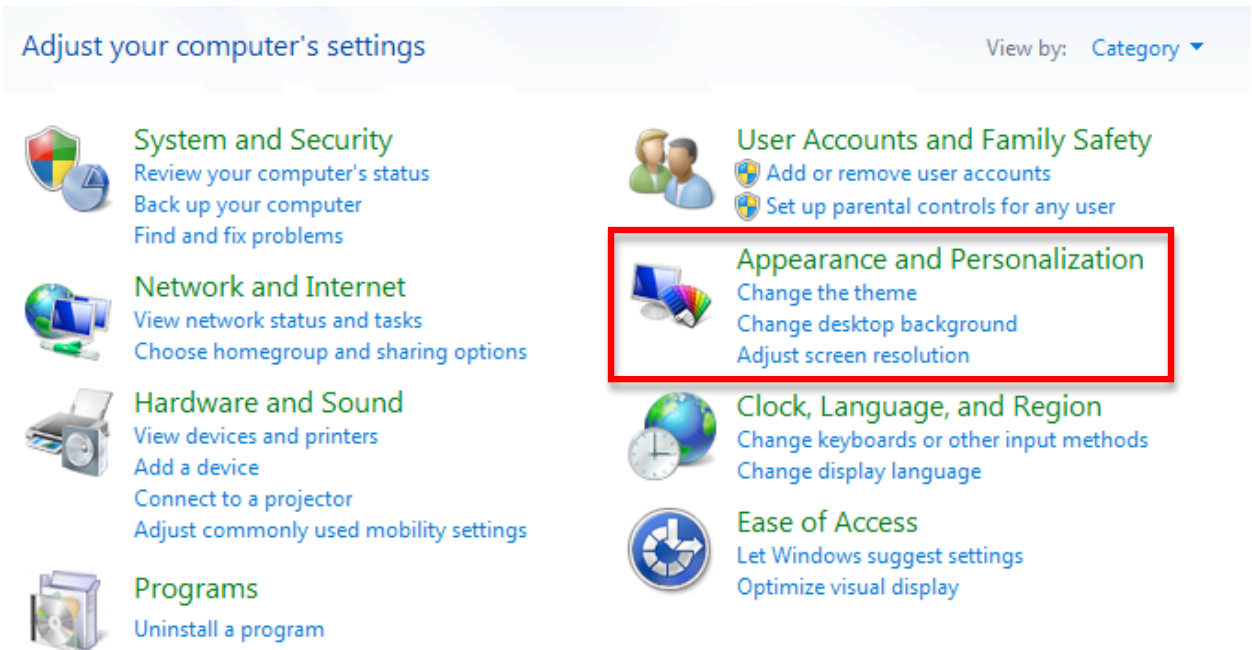 Adjust your computer's settings
View by: Category
System and Security
Review your computer's status
Back up your computer
Find and fix problems
Network and Internet
View network status and tasks
Choose homegroup and sharing options
Hardware and Sound
View devices and printers
Add a device
Connect to a projector
Adjust commonly used mobility settings
Programs
Uninstall a program
User Accounts and Family Safety
Add or remove user accounts
Set up parental controls for any user
Appearance and Personalization
Change the theme
Change desktop background
Adjust screen resolution
Clock, Language, and Region
Change keyboards or other input methods
Change display language
Ease of Access
Let Windows suggest settings
Optimize visual display